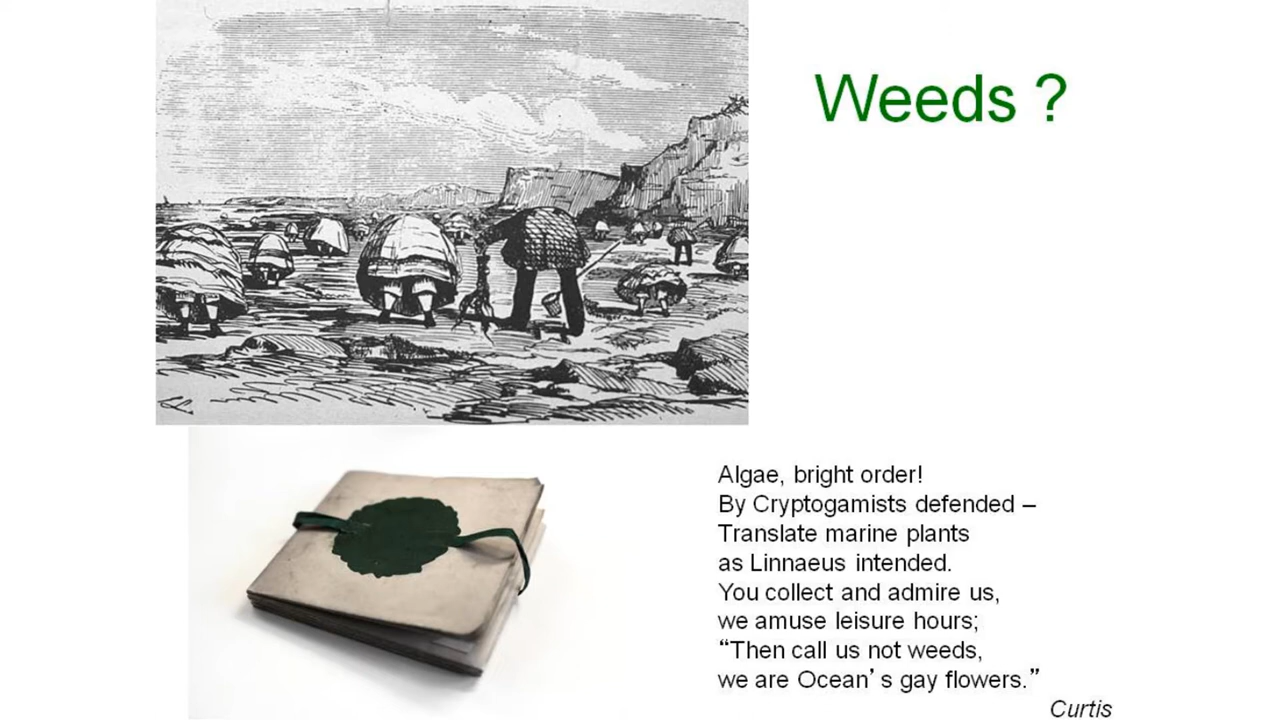 Weeds ?
Algae, bright order!
By Cryptogamists defended –
Translate marine plants
as Linnaeus intended.
You collect and admire us,
we amuse leisure hours;
“Then call us not weeds,
we are Ocean’s gay flowers.”
Curtis